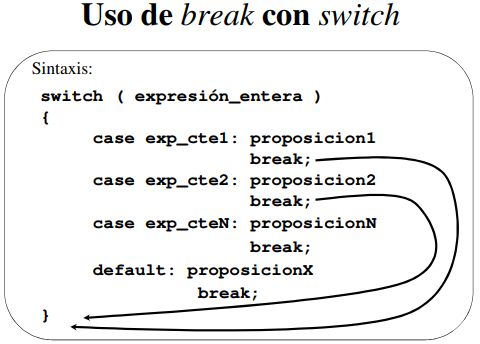 Uso de break con switch
Sintaxis:
switch ( expresión_entera )
{
case exp_cte1: proposicion1
break;
case exp_cte2: proposicion2
break;
case exp_cteN: proposicionN
break;
default: proposicionX
break;
}